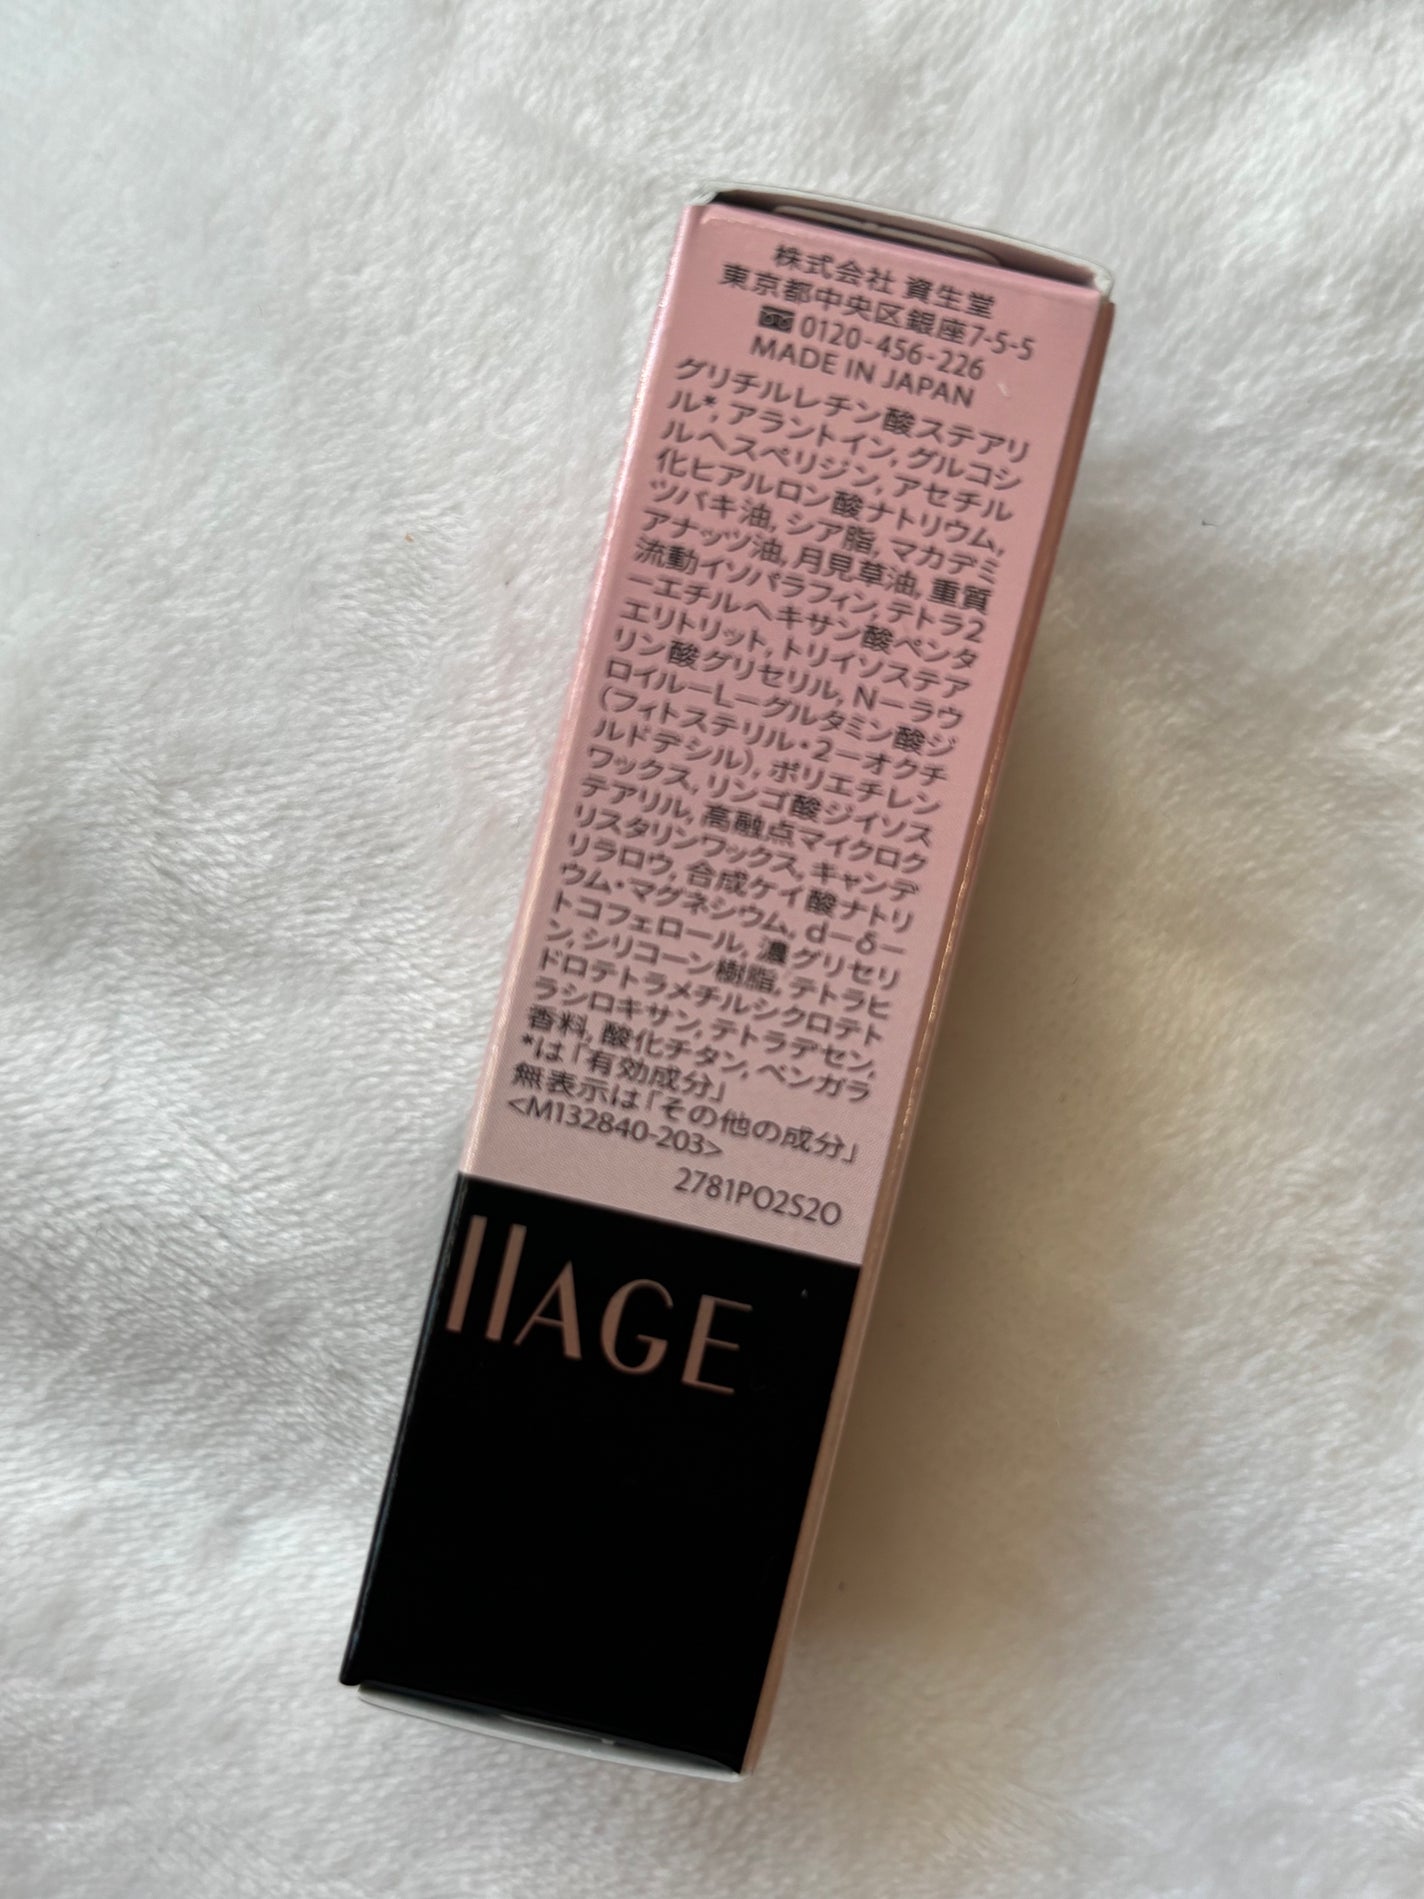 株式会社 資生堂
東京都中央区銀座7-5-5
0120-456-226
MADE IN JAPAN
グリチルレチン酸ステアリ
ル*, アラントイン, グルコシ
ルヘスペリジン, アセチル
化ヒアルロン酸ナトリウム,
ツバキ油, シア脂, マカデミ
アナッツ油, 月見草油, 重質
流動イソパラフィン, テトラ2
ーエチルヘキサン酸ペンタ
エリトリット, トリイソステア
リン酸グリセリル, Nーラウ
ロイルーLーグルタミン酸ジ
(フィトステリル・2ーオクチ
ルドデシル), ポリエチレン
ワックス, リンゴ酸ジイソス
テアリル, 高融点マイクロク
リスタリンワックス, キャンデ
リラロウ, 合成ケイ酸ナトリ
ウム・マグネシウム, dーδー
トコフェロール, 濃グリセリ
ン, シリコーン樹脂, テトラヒ
ドロテトラメチルシクロテト
ラシロキサン, テトラデセン,
香料, 酸化チタン, ベンガラ
*は「有効成分」
無表示は「その他の成分」
<M132840-203>
2781PO2S2O
llAGE